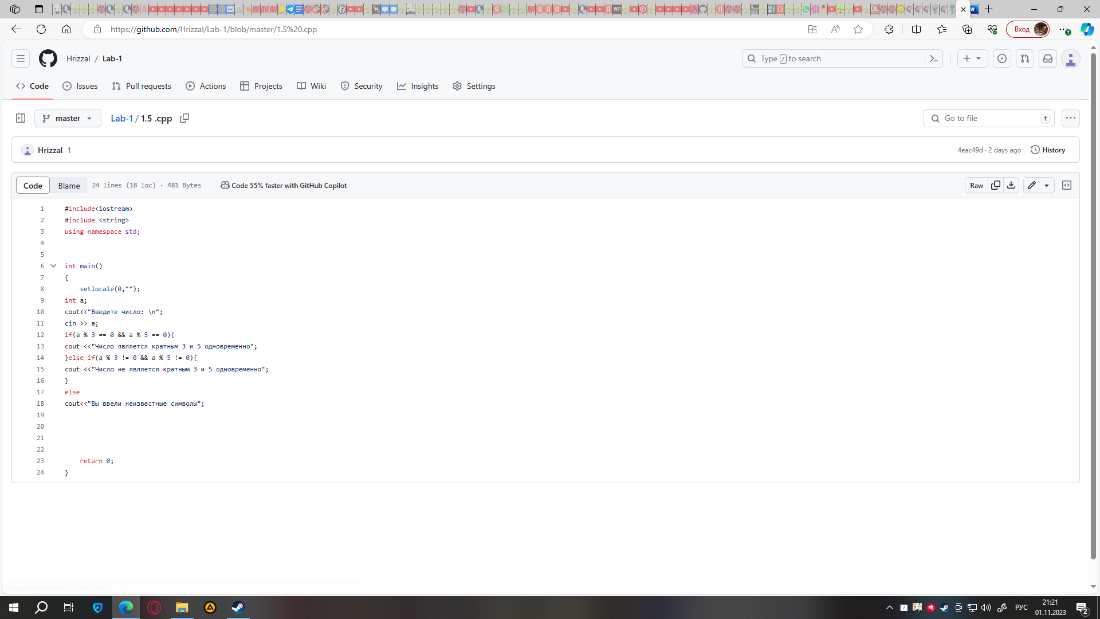 Вход
https://github.com/Hrizzal/Lab-1/blob/master/1.5%20.cpp
Hrizzal / Lab-1
Type / to search
Code Issues Pull requests Actions Projects Wiki Security Insights Settings
master Lab-1 / 1.5 .cpp
Go to file t
Hrizzal 1
4eac49d · 2 days ago History
Code Blame 24 lines (18 loc) · 481 Bytes Code 55% faster with GitHub Copilot Raw
1 #include<iostream>
2 #include <string>
3 using namespace std;
4
5
6 int main()
7 {
8 setlocale(0,"");
9 int a;
10 cout<<"Введите число: \n";
11 cin >> a;
12 if(a % 3 == 0 && a % 5 == 0){
13 cout <<"Число является кратным 3 и 5 одновременно";
14 }else if(a % 3 != 0 && a % 5 != 0){
15 cout <<"Число не является кратным 3 и 5 одновременно";
16 }
17 else
18 cout<<"Вы ввели неизвестные символы";
19
20
21
22
23 return 0;
24 }
РУС
21:21
01.11.2023
2